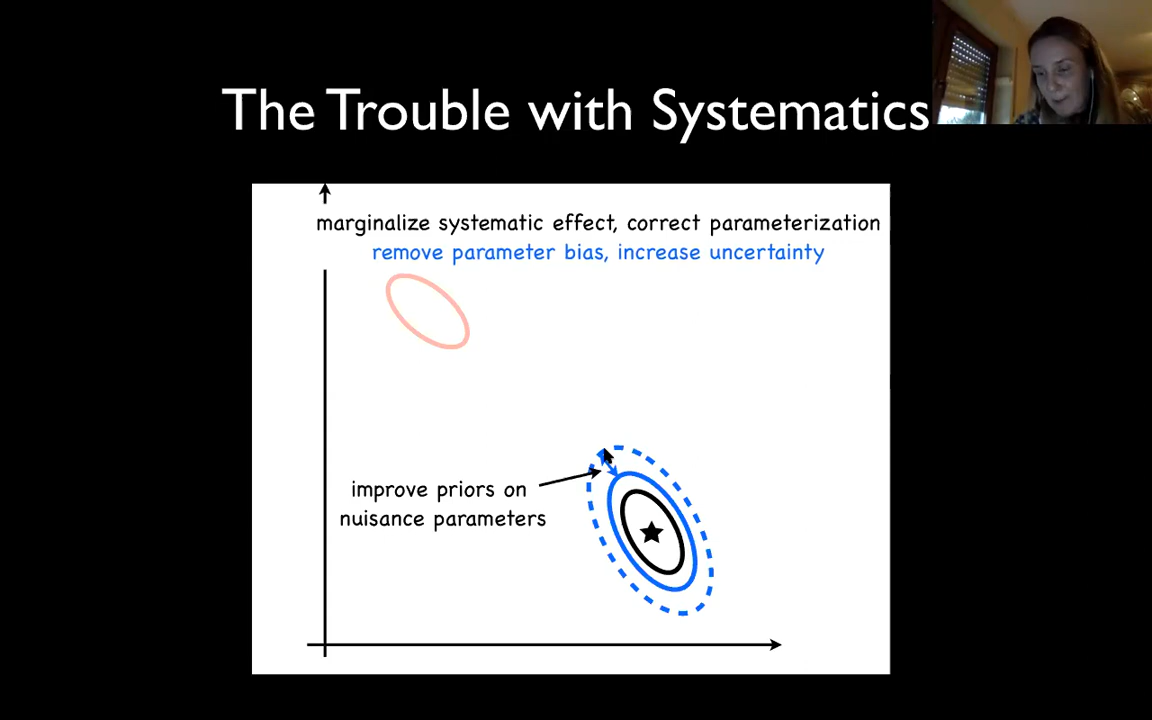 The Trouble with Systematics
marginalize systematic effect, correct parameterization
remove parameter bias, increase uncertainty
improve priors on
nuisance parameters